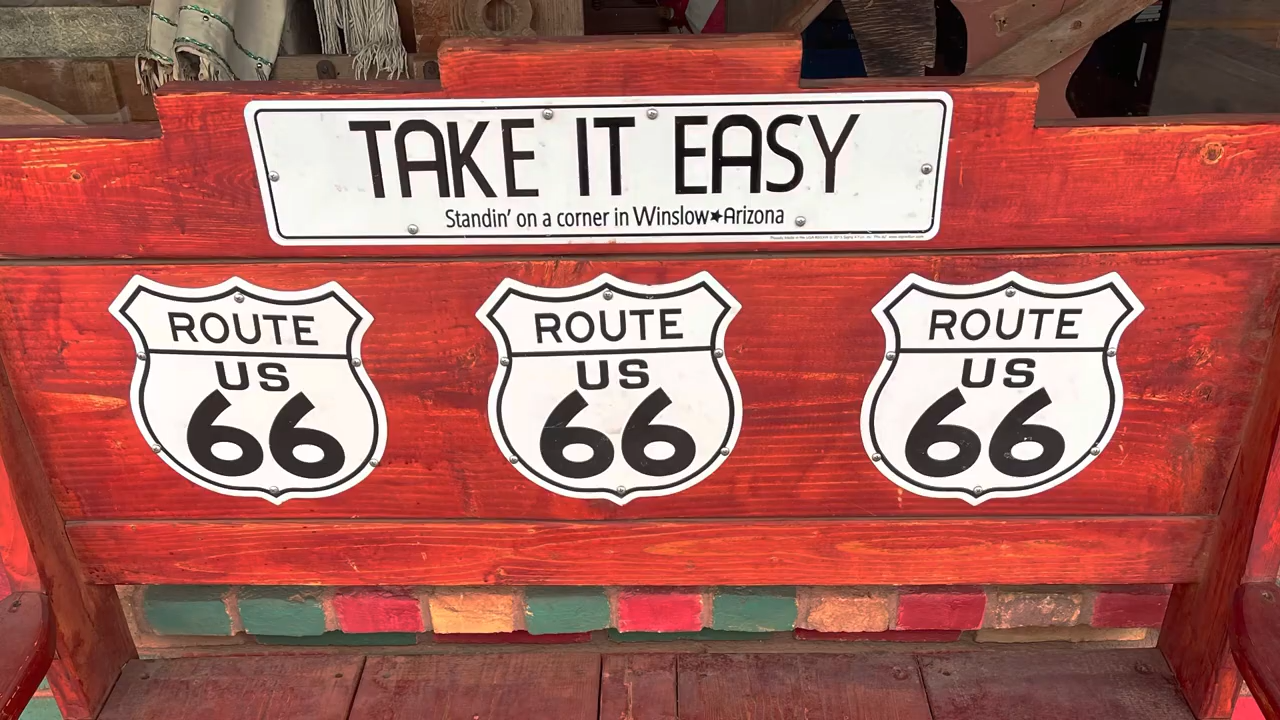 TAKE IT EASY
Standin' on a corner in Winslow★Arizona
ROUTE
US
66
ROUTE
US
66
ROUTE
US
66